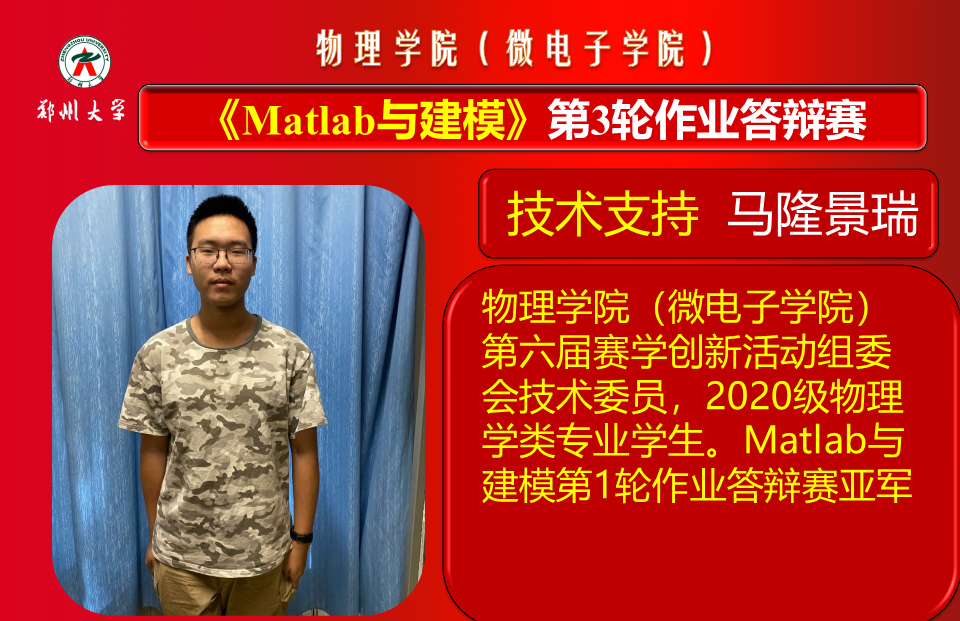 物理学院（微电子学院）
ZHENGZHOU UNIVERSITY
郑州大学
《Matlab与建模》第3轮作业答辩赛
技术支持 马隆景瑞
物理学院（微电子学院）
第六届赛学创新活动组委
会技术委员，2020级物理
学类专业学生。Matlab与
建模第1轮作业答辩赛亚军